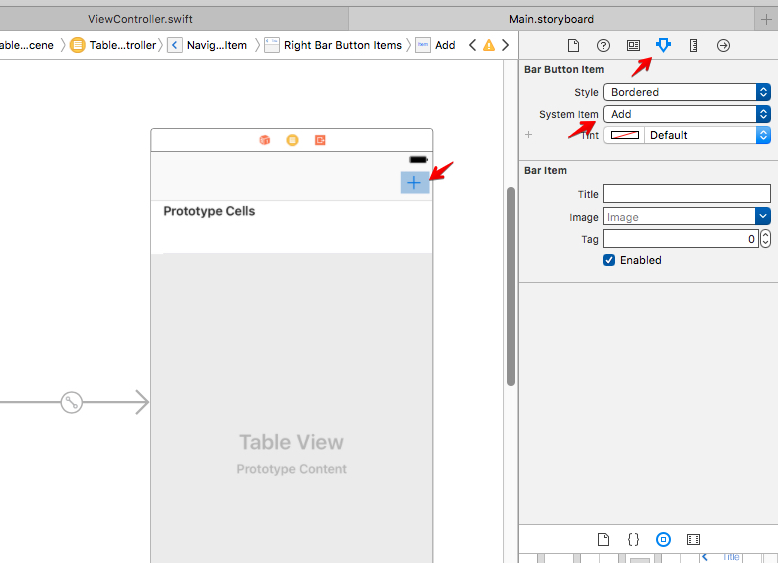 ViewController.swift
Main.storyboard
able...cene
Table...troller
Navig...Item
Right Bar Button Items
Item
Add
Bar Button Item
Style
Bordered
System Item
Add
Tint
Default
Prototype Cells
Bar Item
Title
Image
Image
Tag
0
Enabled
Table View
Prototype Content
Title